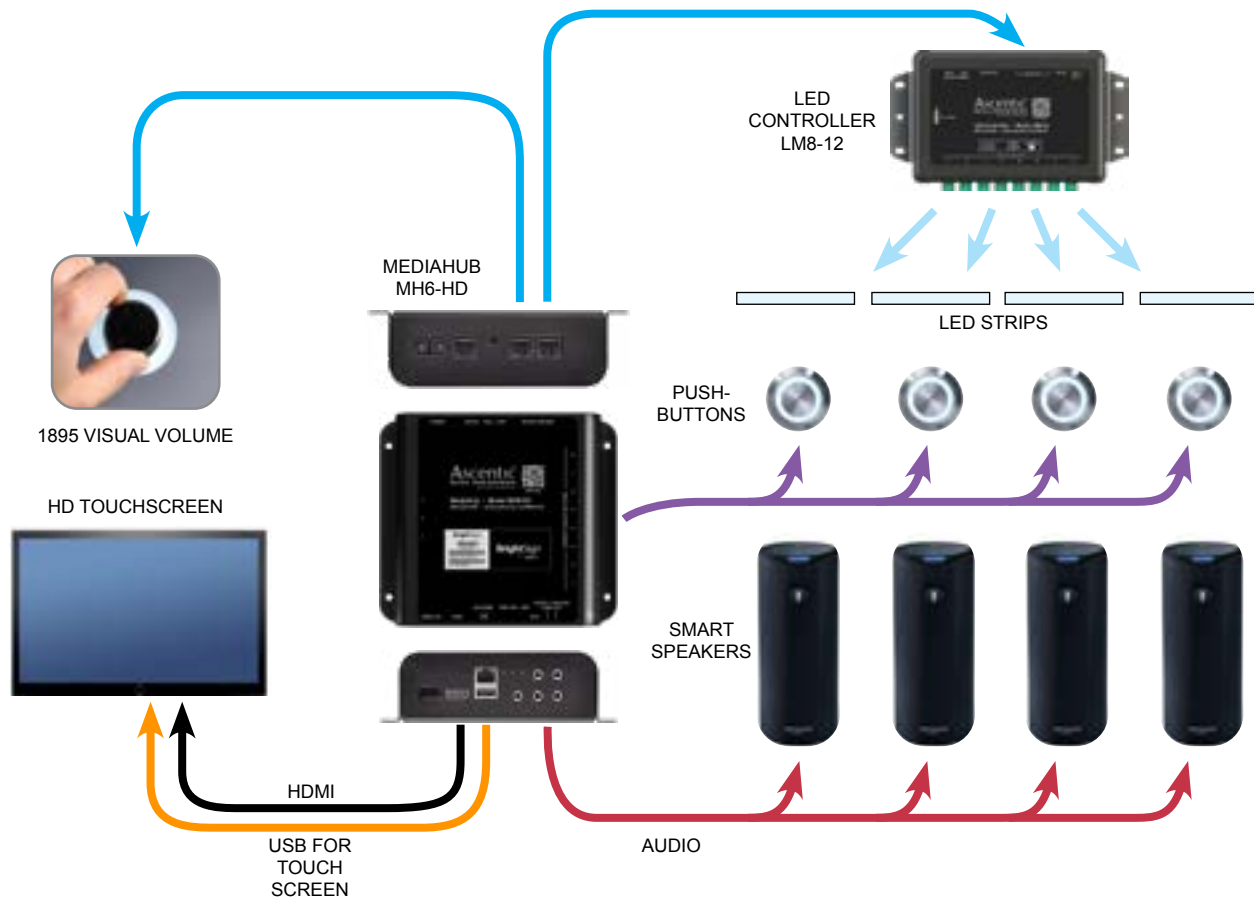 LED
CONTROLLER
LM8-12
Ascentic
MEDIAHUB
MH6-HD
LED STRIPS
PUSH-
BUTTONS
1895 VISUAL VOLUME
Ascentic
HD TOUCHSCREEN
BrightSign
SMART
SPEAKERS
HDMI
USB FOR
TOUCH
SCREEN
AUDIO